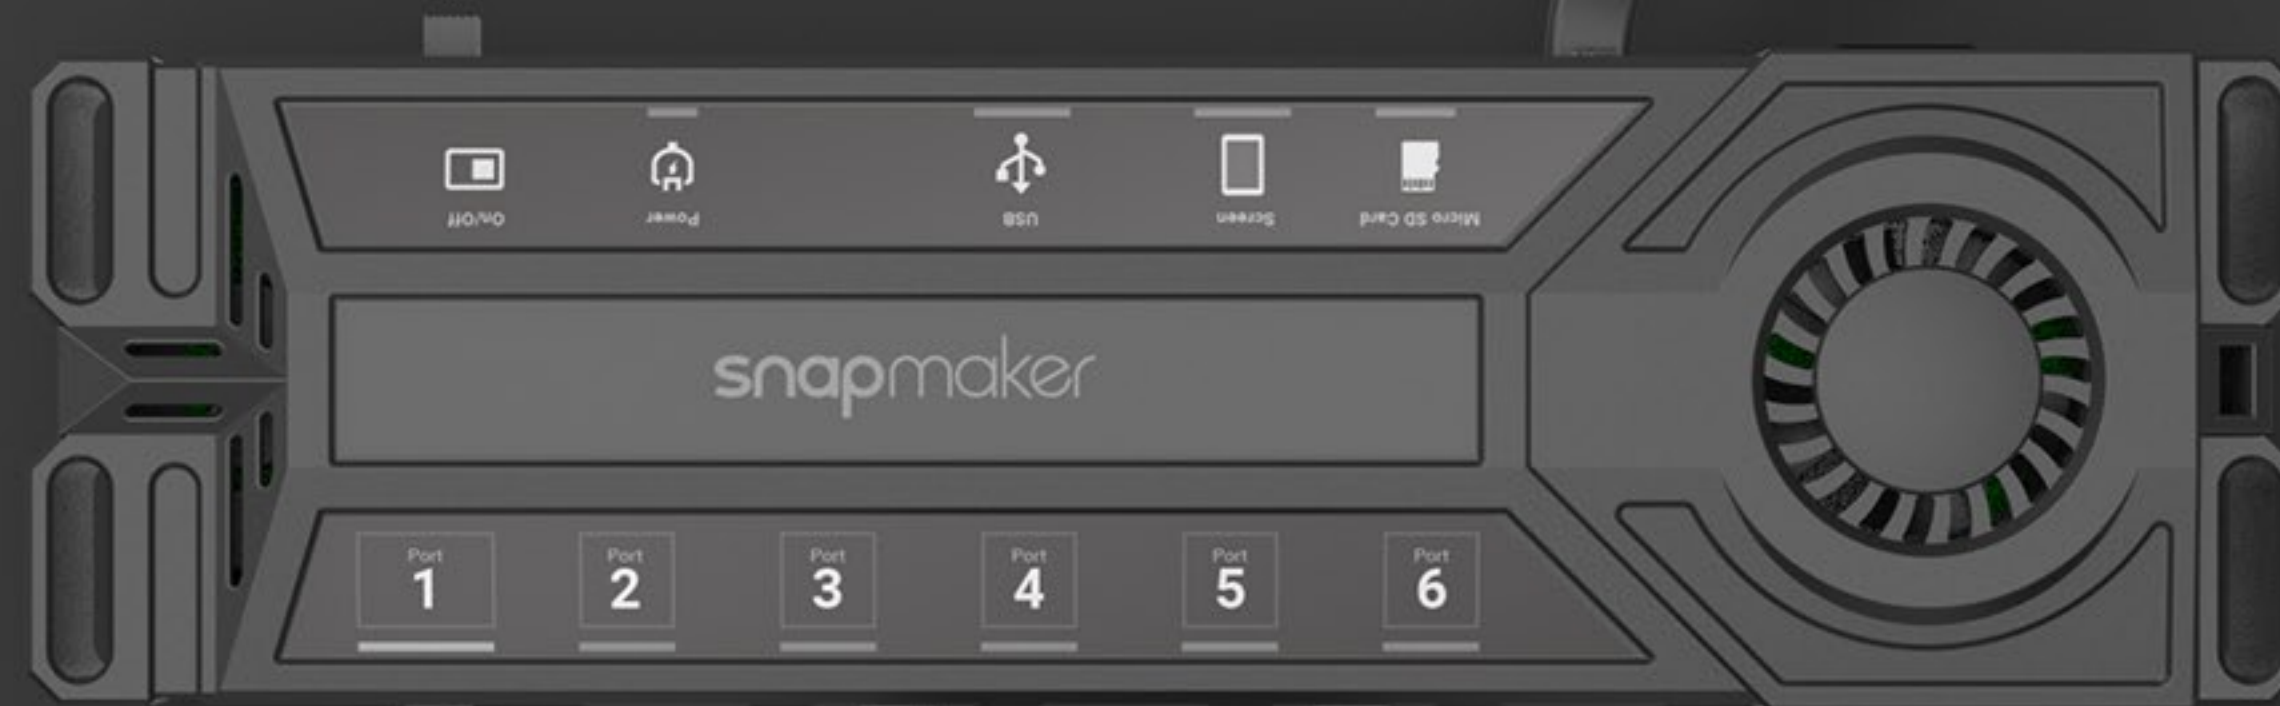 On/Off
Power
USB
Screen
Micro SD Card
snapmaker
Port
1
Port
2
Port
3
Port
4
Port
5
Port
6